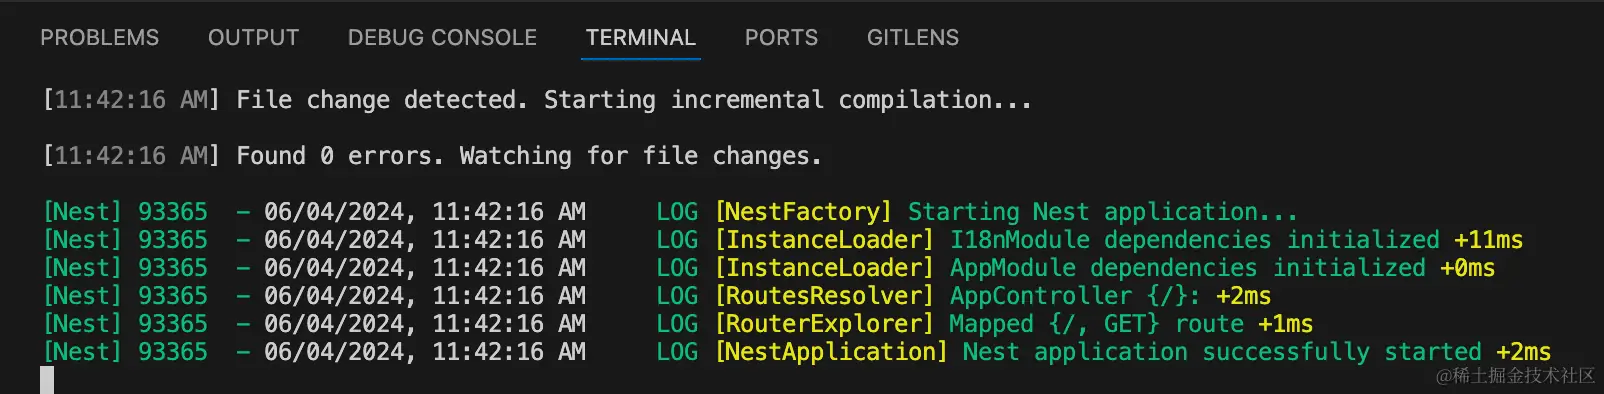 PROBLEMS OUTPUT DEBUG CONSOLE TERMINAL PORTS GITLENS
[11:42:16 AM] File change detected. Starting incremental compilation...
[11:42:16 AM] Found 0 errors. Watching for file changes.
[Nest] 93365  - 06/04/2024, 11:42:16 AM     LOG [NestFactory] Starting Nest application...
[Nest] 93365  - 06/04/2024, 11:42:16 AM     LOG [InstanceLoader] I18nModule dependencies initialized +11ms
[Nest] 93365  - 06/04/2024, 11:42:16 AM     LOG [InstanceLoader] AppModule dependencies initialized +0ms
[Nest] 93365  - 06/04/2024, 11:42:16 AM     LOG [RoutesResolver] AppController {/}: +2ms
[Nest] 93365  - 06/04/2024, 11:42:16 AM     LOG [RouterExplorer] Mapped {/, GET} route +1ms
[Nest] 93365  - 06/04/2024, 11:42:16 AM     LOG [NestApplication] Nest application successfully started +2ms
@稀土掘金技术社区